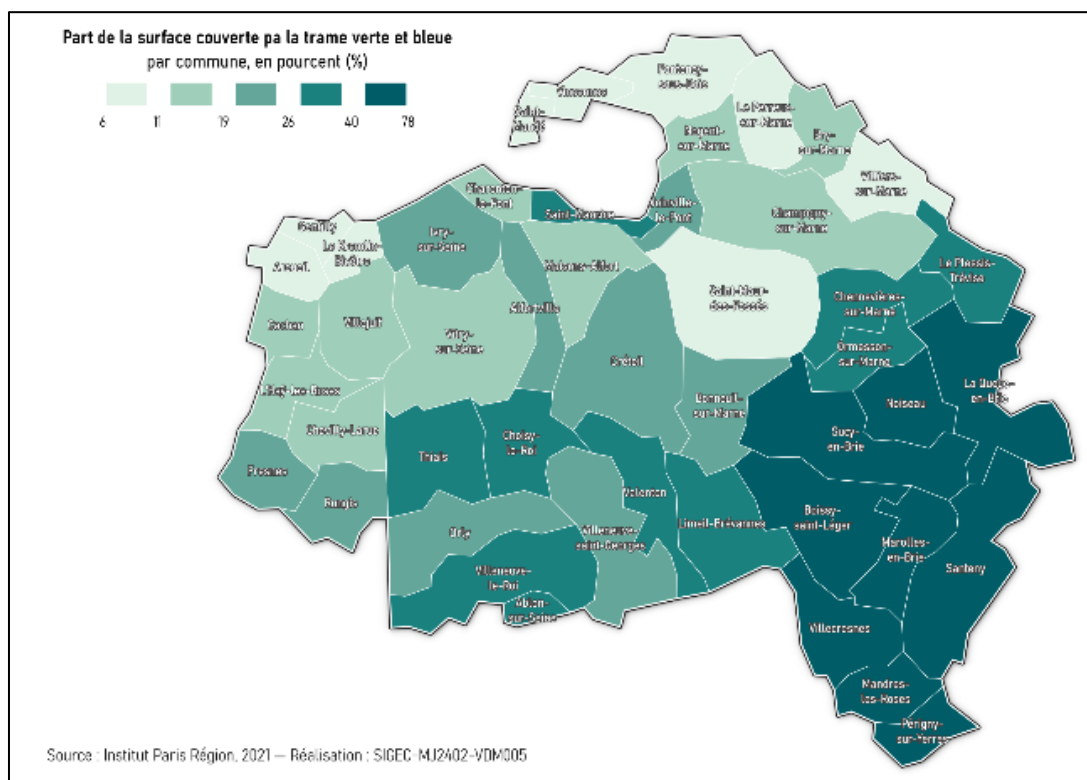 Part de la surface couverte pa la trame verte et bleue
par commune, en pourcent (%)
6 11 19 26 40 78
Fontenay-
sous-Bois
Vincennes
Saint-
Mandé
Le Perreux-
sur-Marne
Nogent-
sur-Marne
Bry-
sur-Marne
Villiers-
sur-Marne
Charenton-
le-Pont
Saint-Maurice
Joinville-
le-Pont
Champigny-
sur-Marne
Gentilly
Le Kremlin-
Bicêtre
Ivry-
sur-Seine
Arcueil
Maisons-Alfort
Le Plessis-
Trévise
Saint-Maur-
des-Fossés
Chennevières-
sur-Marne
Alfortville
Cachan
Villejuif
Vitry-
sur-Seine
Ormesson-
sur-Marne
Créteil
L'Haÿ-les-Roses
Bonneuil-
sur-Marne
Noiseau
La Queue-
en-Brie
Chevilly-Larue
Sucy-
en-Brie
Choisy-
le-Roi
Thiais
Fresnes
Rungis
Valenton
Boissy-
saint-Léger
Limeil-Brévannes
Orly
Villeneuve-
saint-Georges
Marolles-
en-Brie
Santeny
Villeneuve-
le-Roi
Ablon-
sur-Seine
Villecresnes
Mandres-
les-Roses
Périgny-
sur-Yerres
Source : Institut Paris Région, 2021 — Réalisation : SIGEC-MJ2402-VDM005